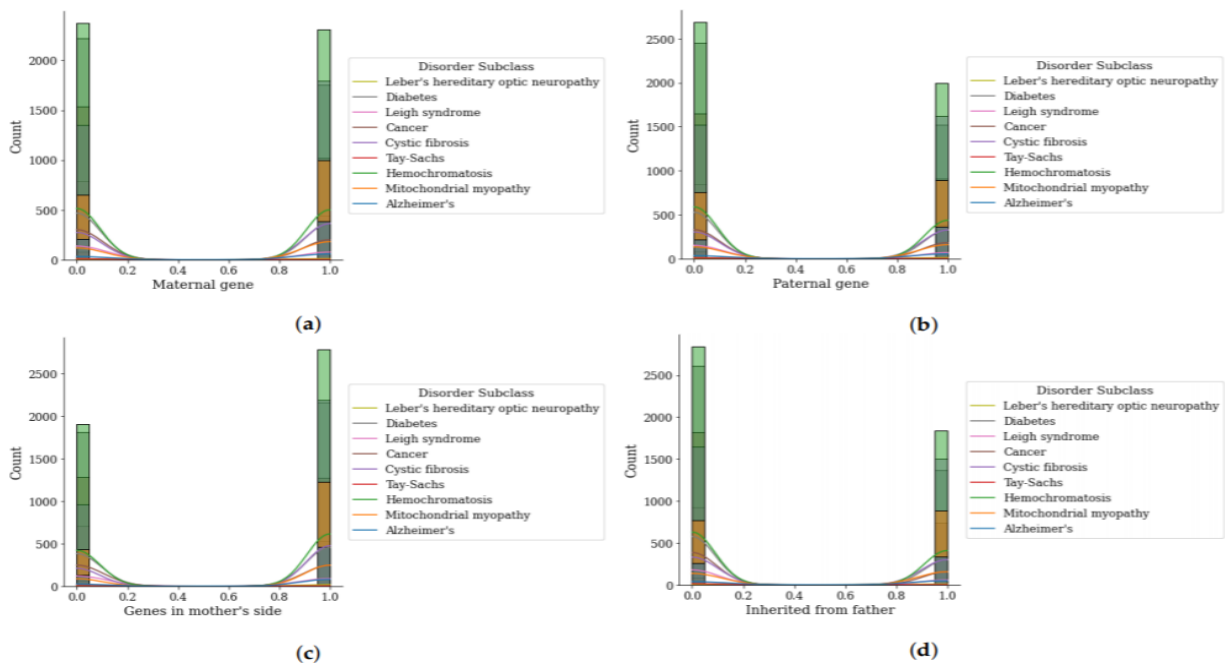 2000
1500
1000
500
0
Count
0.0 0.2 0.4 0.6 0.8 1.0
Maternal gene
Disorder Subclass
Leber's hereditary optic neuropathy
Diabetes
Leigh syndrome
Cancer
Cystic fibrosis
Tay-Sachs
Hemochromatosis
Mitochondrial myopathy
Alzheimer's
(a)
2500
2000
1500
1000
500
0
Count
0.0 0.2 0.4 0.6 0.8 1.0
Paternal gene
Disorder Subclass
Leber's hereditary optic neuropathy
Diabetes
Leigh syndrome
Cancer
Cystic fibrosis
Tay-Sachs
Hemochromatosis
Mitochondrial myopathy
Alzheimer's
(b)
2500
2000
1500
1000
500
0
Count
0.0 0.2 0.4 0.6 0.8 1.0
Genes in mother's side
Disorder Subclass
Leber's hereditary optic neuropathy
Diabetes
Leigh syndrome
Cancer
Cystic fibrosis
Tay-Sachs
Hemochromatosis
Mitochondrial myopathy
Alzheimer's
(c)
2500
2000
1500
1000
500
0
Count
0.0 0.2 0.4 0.6 0.8 1.0
Inherited from father
Disorder Subclass
Leber's hereditary optic neuropathy
Diabetes
Leigh syndrome
Cancer
Cystic fibrosis
Tay-Sachs
Hemochromatosis
Mitochondrial myopathy
Alzheimer's
(d)